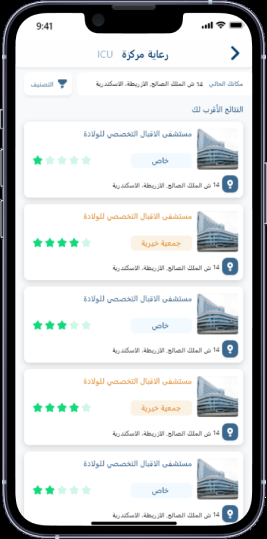 9:41
رعاية مركزة ICU
مكانك الحالي 14 ش الملك الصالح، الازريطة، الاسكندرية
التصنيف
النتائج الأقرب لك
مستشفى الاقبال التخصصي للولادة
خاص
14 ش الملك الصالح، الازريطة، الاسكندرية
مستشفى الاقبال التخصصي للولادة
جمعية خيرية
14 ش الملك الصالح، الازريطة، الاسكندرية
مستشفى الاقبال التخصصي للولادة
خاص
14 ش الملك الصالح، الازريطة، الاسكندرية
مستشفى الاقبال التخصصي للولادة
جمعية خيرية
14 ش الملك الصالح، الازريطة، الاسكندرية
مستشفى الاقبال التخصصي للولادة
خاص
14 ش الملك الصالح، الازريطة، الاسكندرية